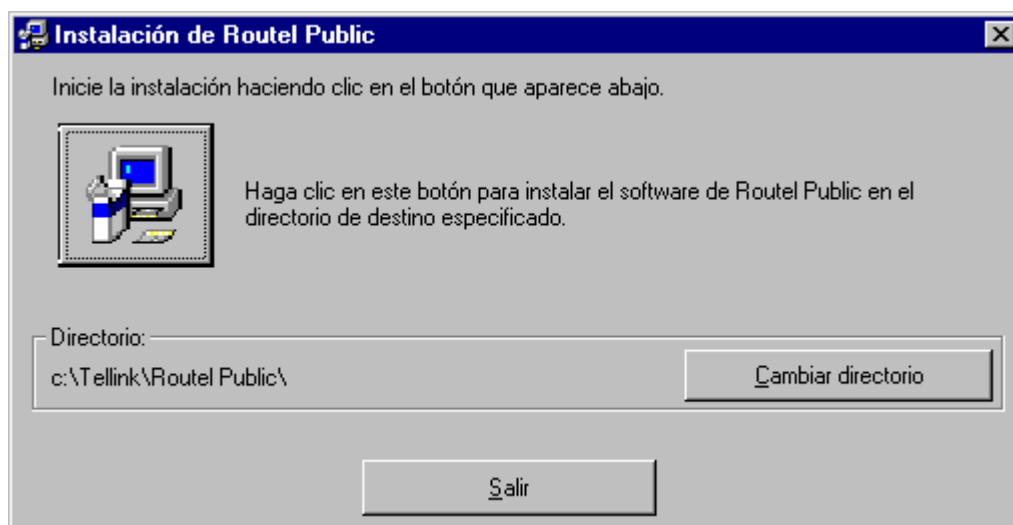 Instalación de Routel Public
Inicie la instalación haciendo clic en el botón que aparece abajo.
Haga clic en este botón para instalar el software de Routel Public en el
directorio de destino especificado.
Directorio:
c:\Tellink\Routel Public\
Cambiar directorio
Salir